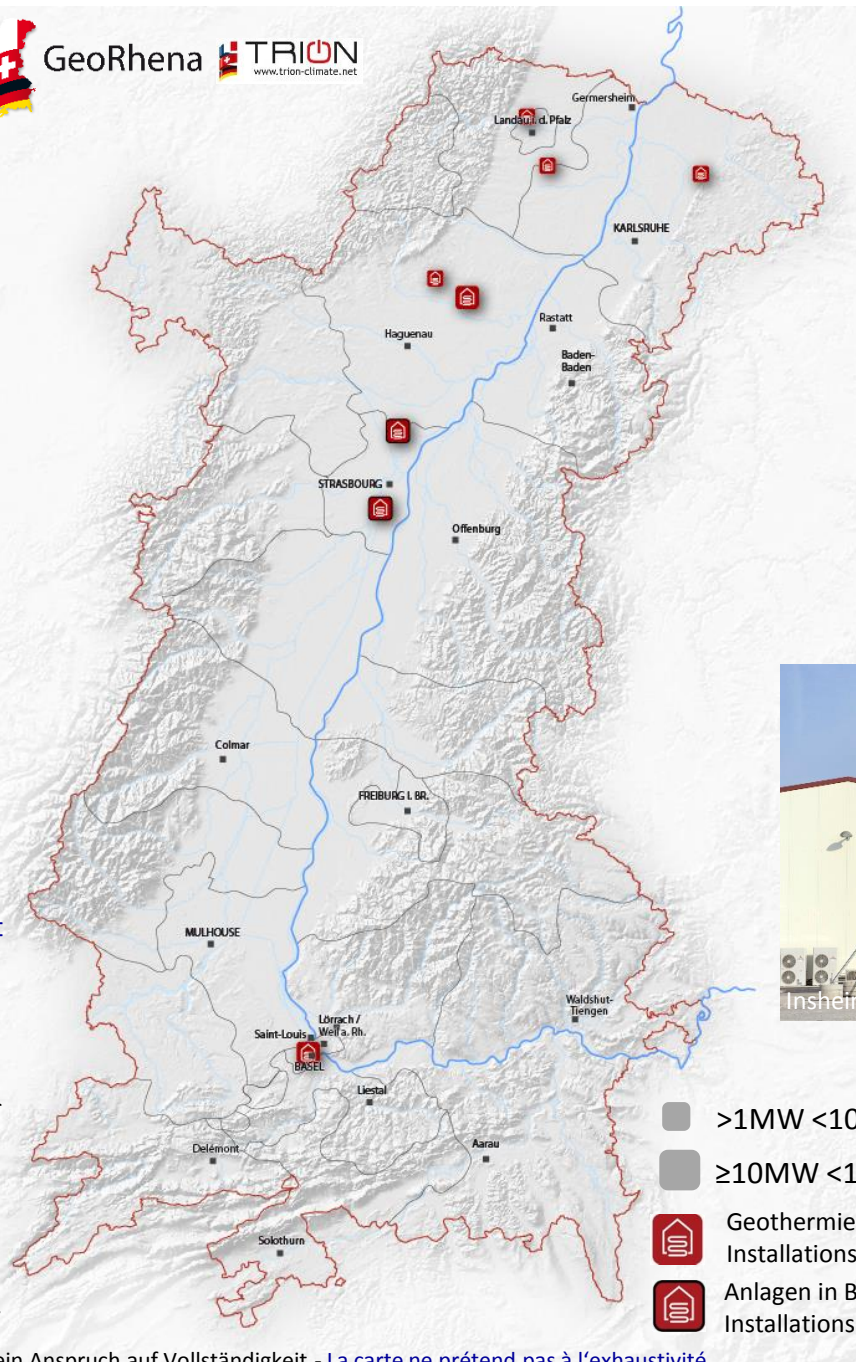 GeoRhena TRION
www.trion-climate.net
Germersheim
Landau i. d. Pfalz
KARLSRUHE
Rastatt
Haguenau
Baden-
Baden
STRASBOURG
Offenburg
Colmar
FREIBURG I. BR.
MULHOUSE
Waldshut-
Tiengen
Lörrach /
Saint-Louis Weil a. Rh.
BASEL
Liestal
Delémont
Aarau
Solothurn
>1MW <10
≥10MW <1
Geothermie
Installations
Anlagen in B
Installations
ein Anspruch auf Vollständigkeit - La carte ne prétend pas à l'exhaustivité